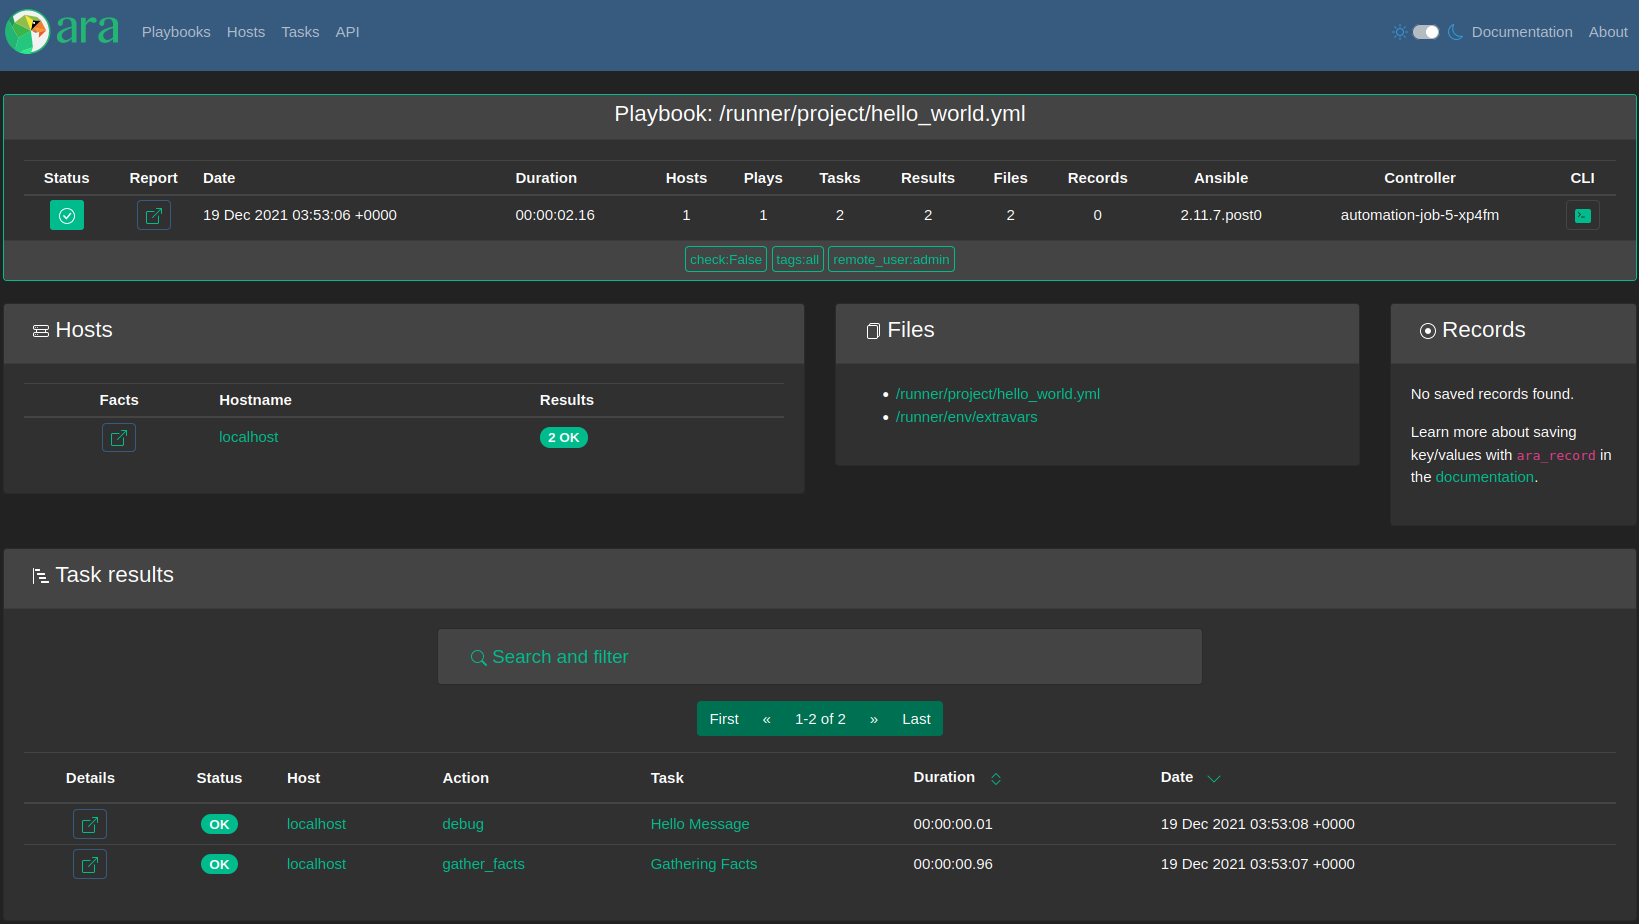 ara Playbooks Hosts Tasks API Documentation About
Playbook: /runner/project/hello_world.yml
Status Report Date Duration Hosts Plays Tasks Results Files Records Ansible Controller CLI
19 Dec 2021 03:53:06 +0000 00:00:02.16 1 1 2 2 2 0 2.11.7.post0 automation-job-5-xp4fm
check:False tags:all remote_user:admin
Hosts
Facts Hostname Results
localhost 2 OK
Files
/runner/project/hello_world.yml
/runner/env/extravars
Records
No saved records found.
Learn more about saving
key/values with ara_record in
the documentation.
Task results
Search and filter
First « 1-2 of 2 » Last
Details Status Host Action Task Duration Date
OK localhost debug Hello Message 00:00:00.01 19 Dec 2021 03:53:08 +0000
OK localhost gather_facts Gathering Facts 00:00:00.96 19 Dec 2021 03:53:07 +0000